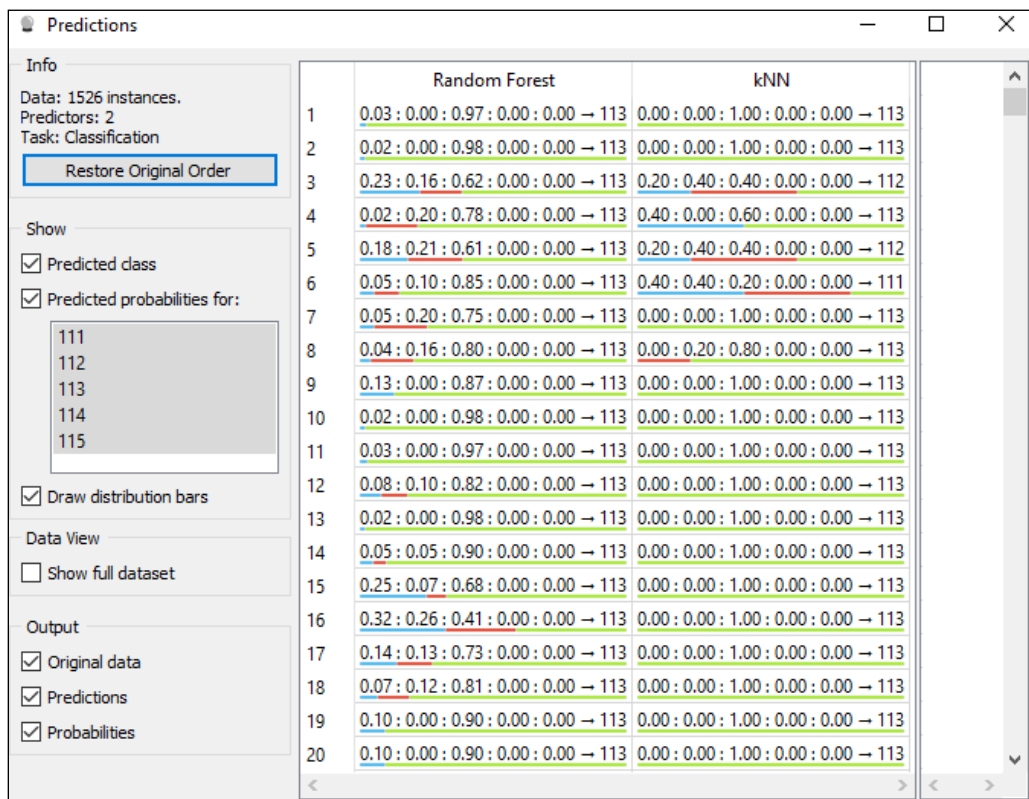 Predictions
Info
Data: 1526 instances.
Predictors: 2
Task: Classification
Restore Original Order
Show
Predicted class
Predicted probabilities for:
111
112
113
114
115
Draw distribution bars
Data View
Show full dataset
Output
Original data
Predictions
Probabilities
Random Forest kNN
1 0.03 : 0.00 : 0.97 : 0.00 : 0.00 → 113 0.00 : 0.00 : 1.00 : 0.00 : 0.00 → 113
2 0.02 : 0.00 : 0.98 : 0.00 : 0.00 → 113 0.00 : 0.00 : 1.00 : 0.00 : 0.00 → 113
3 0.23 : 0.16 : 0.62 : 0.00 : 0.00 → 113 0.20 : 0.40 : 0.40 : 0.00 : 0.00 → 112
4 0.02 : 0.20 : 0.78 : 0.00 : 0.00 → 113 0.40 : 0.00 : 0.60 : 0.00 : 0.00 → 113
5 0.18 : 0.21 : 0.61 : 0.00 : 0.00 → 113 0.20 : 0.40 : 0.40 : 0.00 : 0.00 → 112
6 0.05 : 0.10 : 0.85 : 0.00 : 0.00 → 113 0.40 : 0.40 : 0.20 : 0.00 : 0.00 → 111
7 0.05 : 0.20 : 0.75 : 0.00 : 0.00 → 113 0.00 : 0.00 : 1.00 : 0.00 : 0.00 → 113
8 0.04 : 0.16 : 0.80 : 0.00 : 0.00 → 113 0.00 : 0.20 : 0.80 : 0.00 : 0.00 → 113
9 0.13 : 0.00 : 0.87 : 0.00 : 0.00 → 113 0.00 : 0.00 : 1.00 : 0.00 : 0.00 → 113
10 0.02 : 0.00 : 0.98 : 0.00 : 0.00 → 113 0.00 : 0.00 : 1.00 : 0.00 : 0.00 → 113
11 0.03 : 0.00 : 0.97 : 0.00 : 0.00 → 113 0.00 : 0.00 : 1.00 : 0.00 : 0.00 → 113
12 0.08 : 0.10 : 0.82 : 0.00 : 0.00 → 113 0.00 : 0.00 : 1.00 : 0.00 : 0.00 → 113
13 0.02 : 0.00 : 0.98 : 0.00 : 0.00 → 113 0.00 : 0.00 : 1.00 : 0.00 : 0.00 → 113
14 0.05 : 0.05 : 0.90 : 0.00 : 0.00 → 113 0.00 : 0.00 : 1.00 : 0.00 : 0.00 → 113
15 0.25 : 0.07 : 0.68 : 0.00 : 0.00 → 113 0.00 : 0.00 : 1.00 : 0.00 : 0.00 → 113
16 0.32 : 0.26 : 0.41 : 0.00 : 0.00 → 113 0.00 : 0.00 : 1.00 : 0.00 : 0.00 → 113
17 0.14 : 0.13 : 0.73 : 0.00 : 0.00 → 113 0.00 : 0.00 : 1.00 : 0.00 : 0.00 → 113
18 0.07 : 0.12 : 0.81 : 0.00 : 0.00 → 113 0.00 : 0.00 : 1.00 : 0.00 : 0.00 → 113
19 0.10 : 0.00 : 0.90 : 0.00 : 0.00 → 113 0.00 : 0.00 : 1.00 : 0.00 : 0.00 → 113
20 0.10 : 0.00 : 0.90 : 0.00 : 0.00 → 113 0.00 : 0.00 : 1.00 : 0.00 : 0.00 → 113